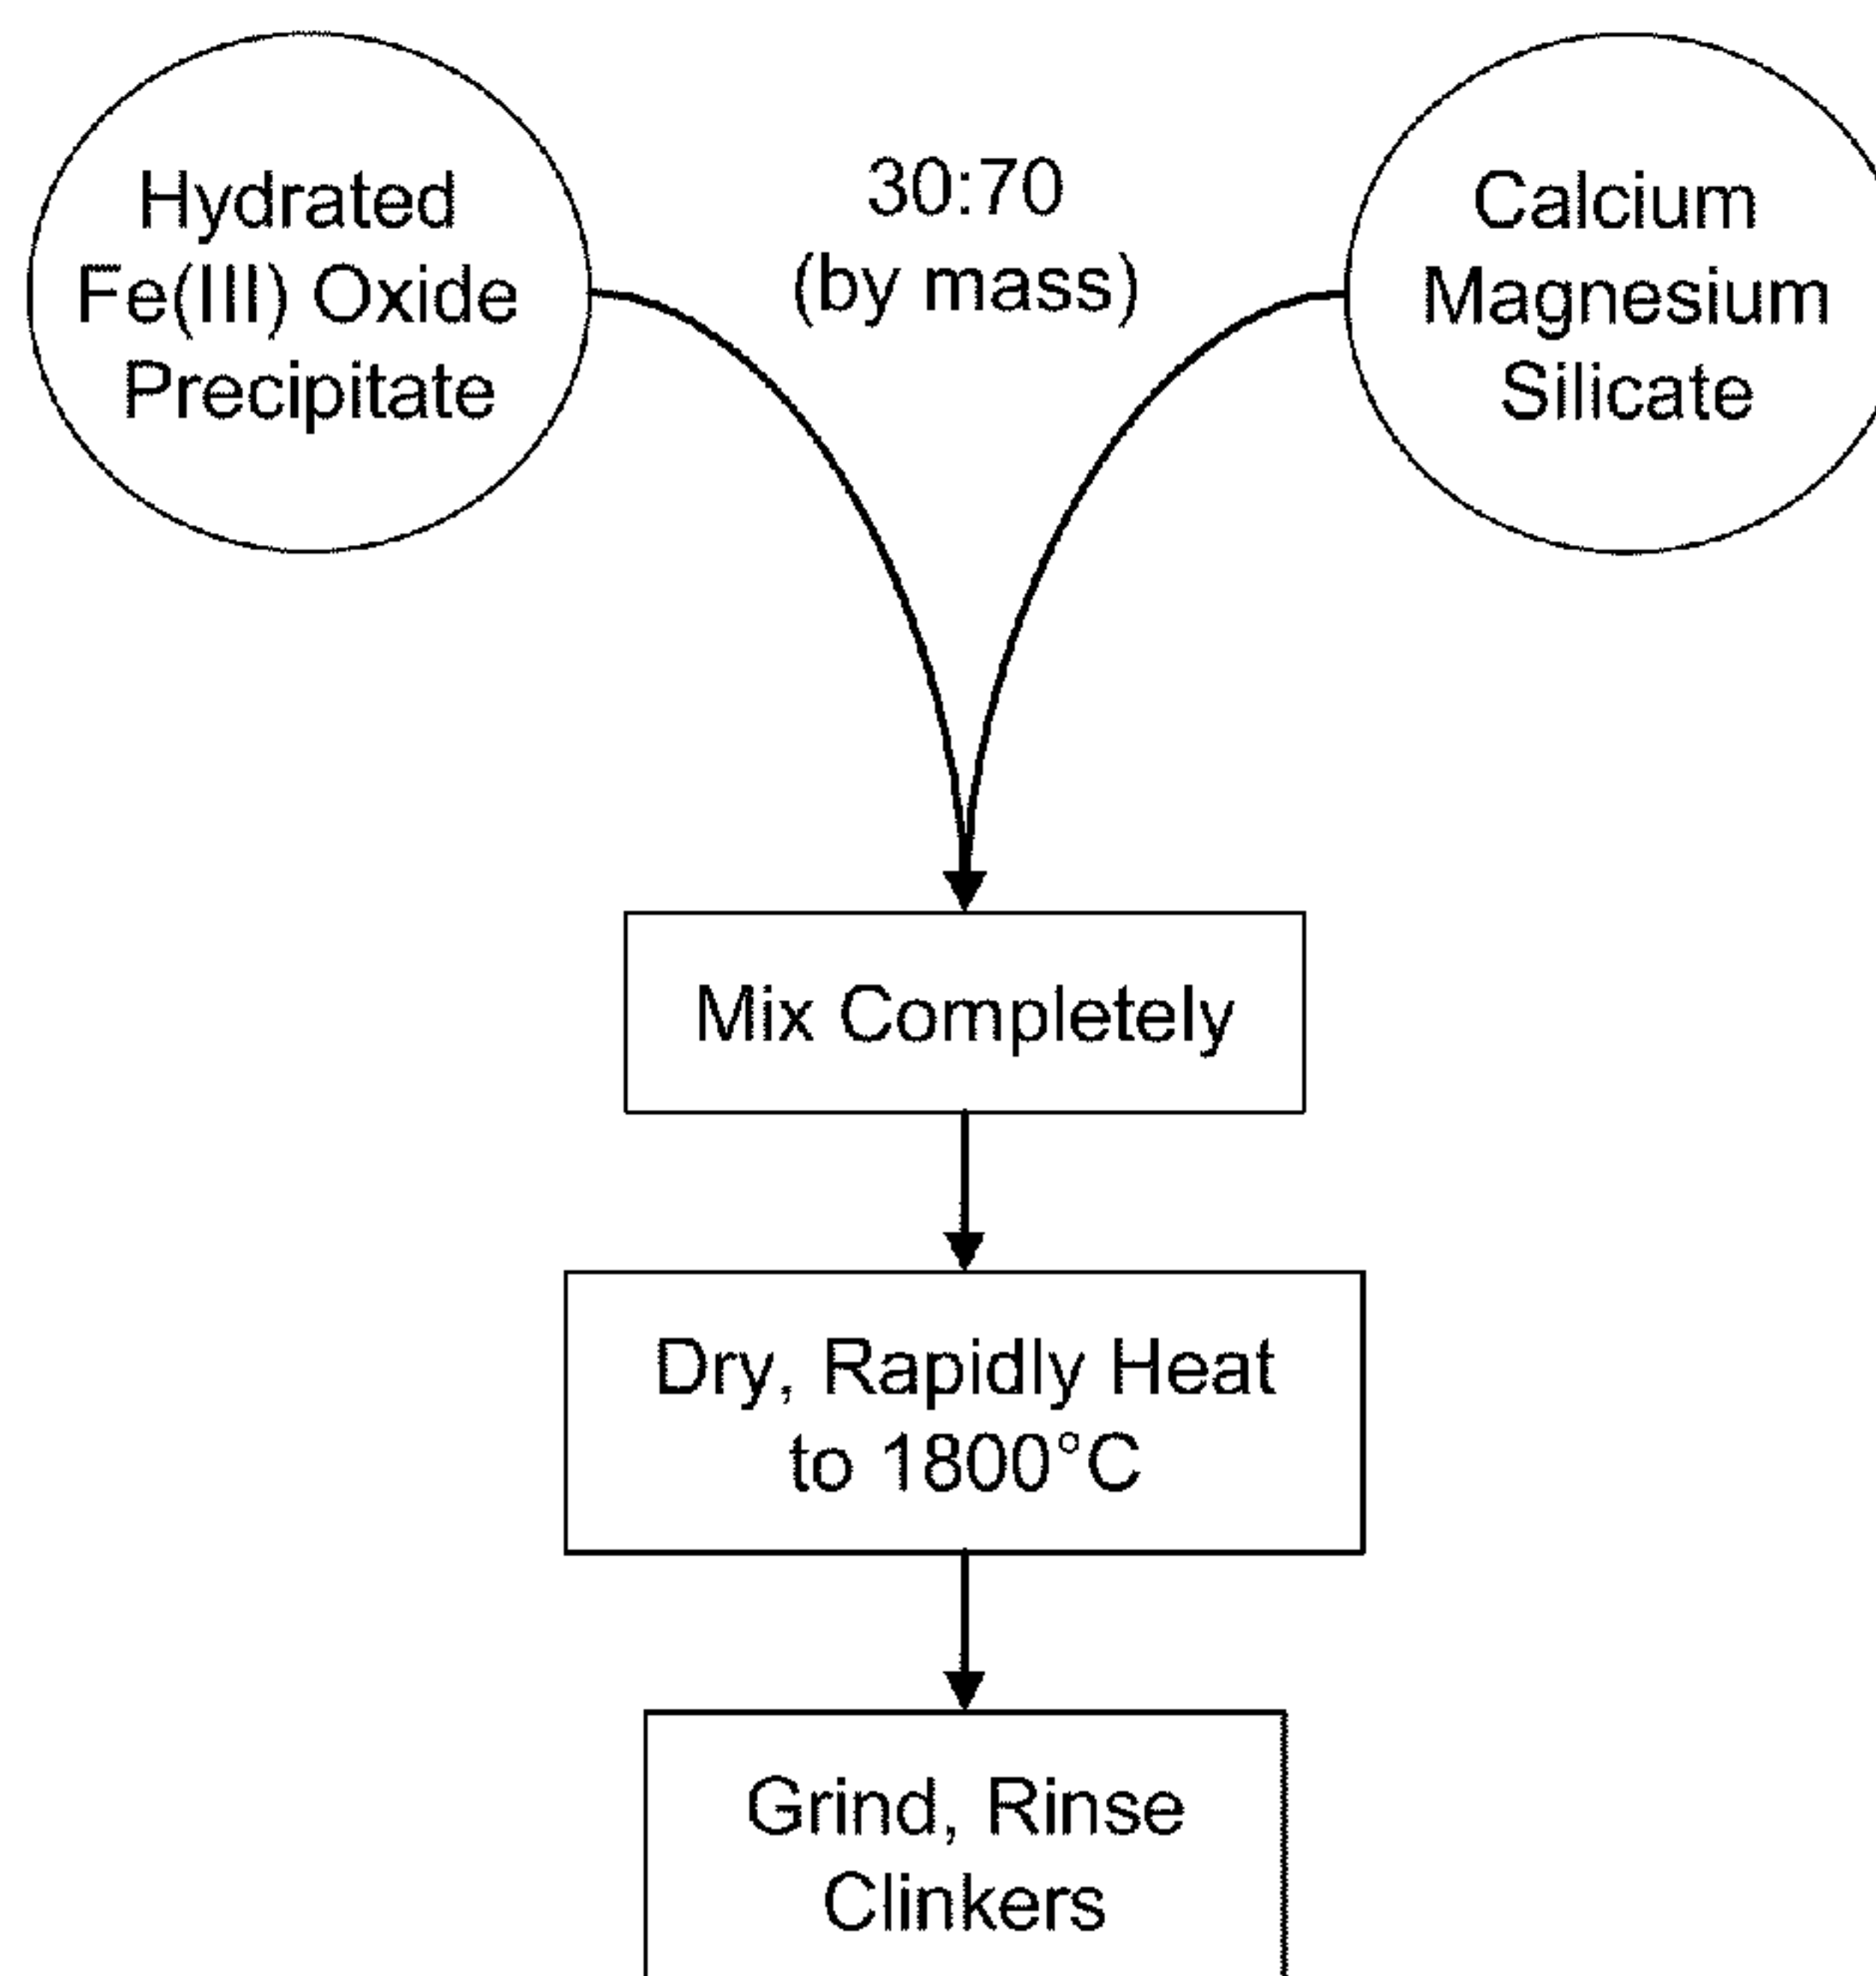 Hydrated
Fe(III) Oxide
Precipitate
30:70
(by mass)
Calcium
Magnesium
Silicate
Mix Completely
Dry, Rapidly Heat
to 1800°C
Grind, Rinse
Clinkers